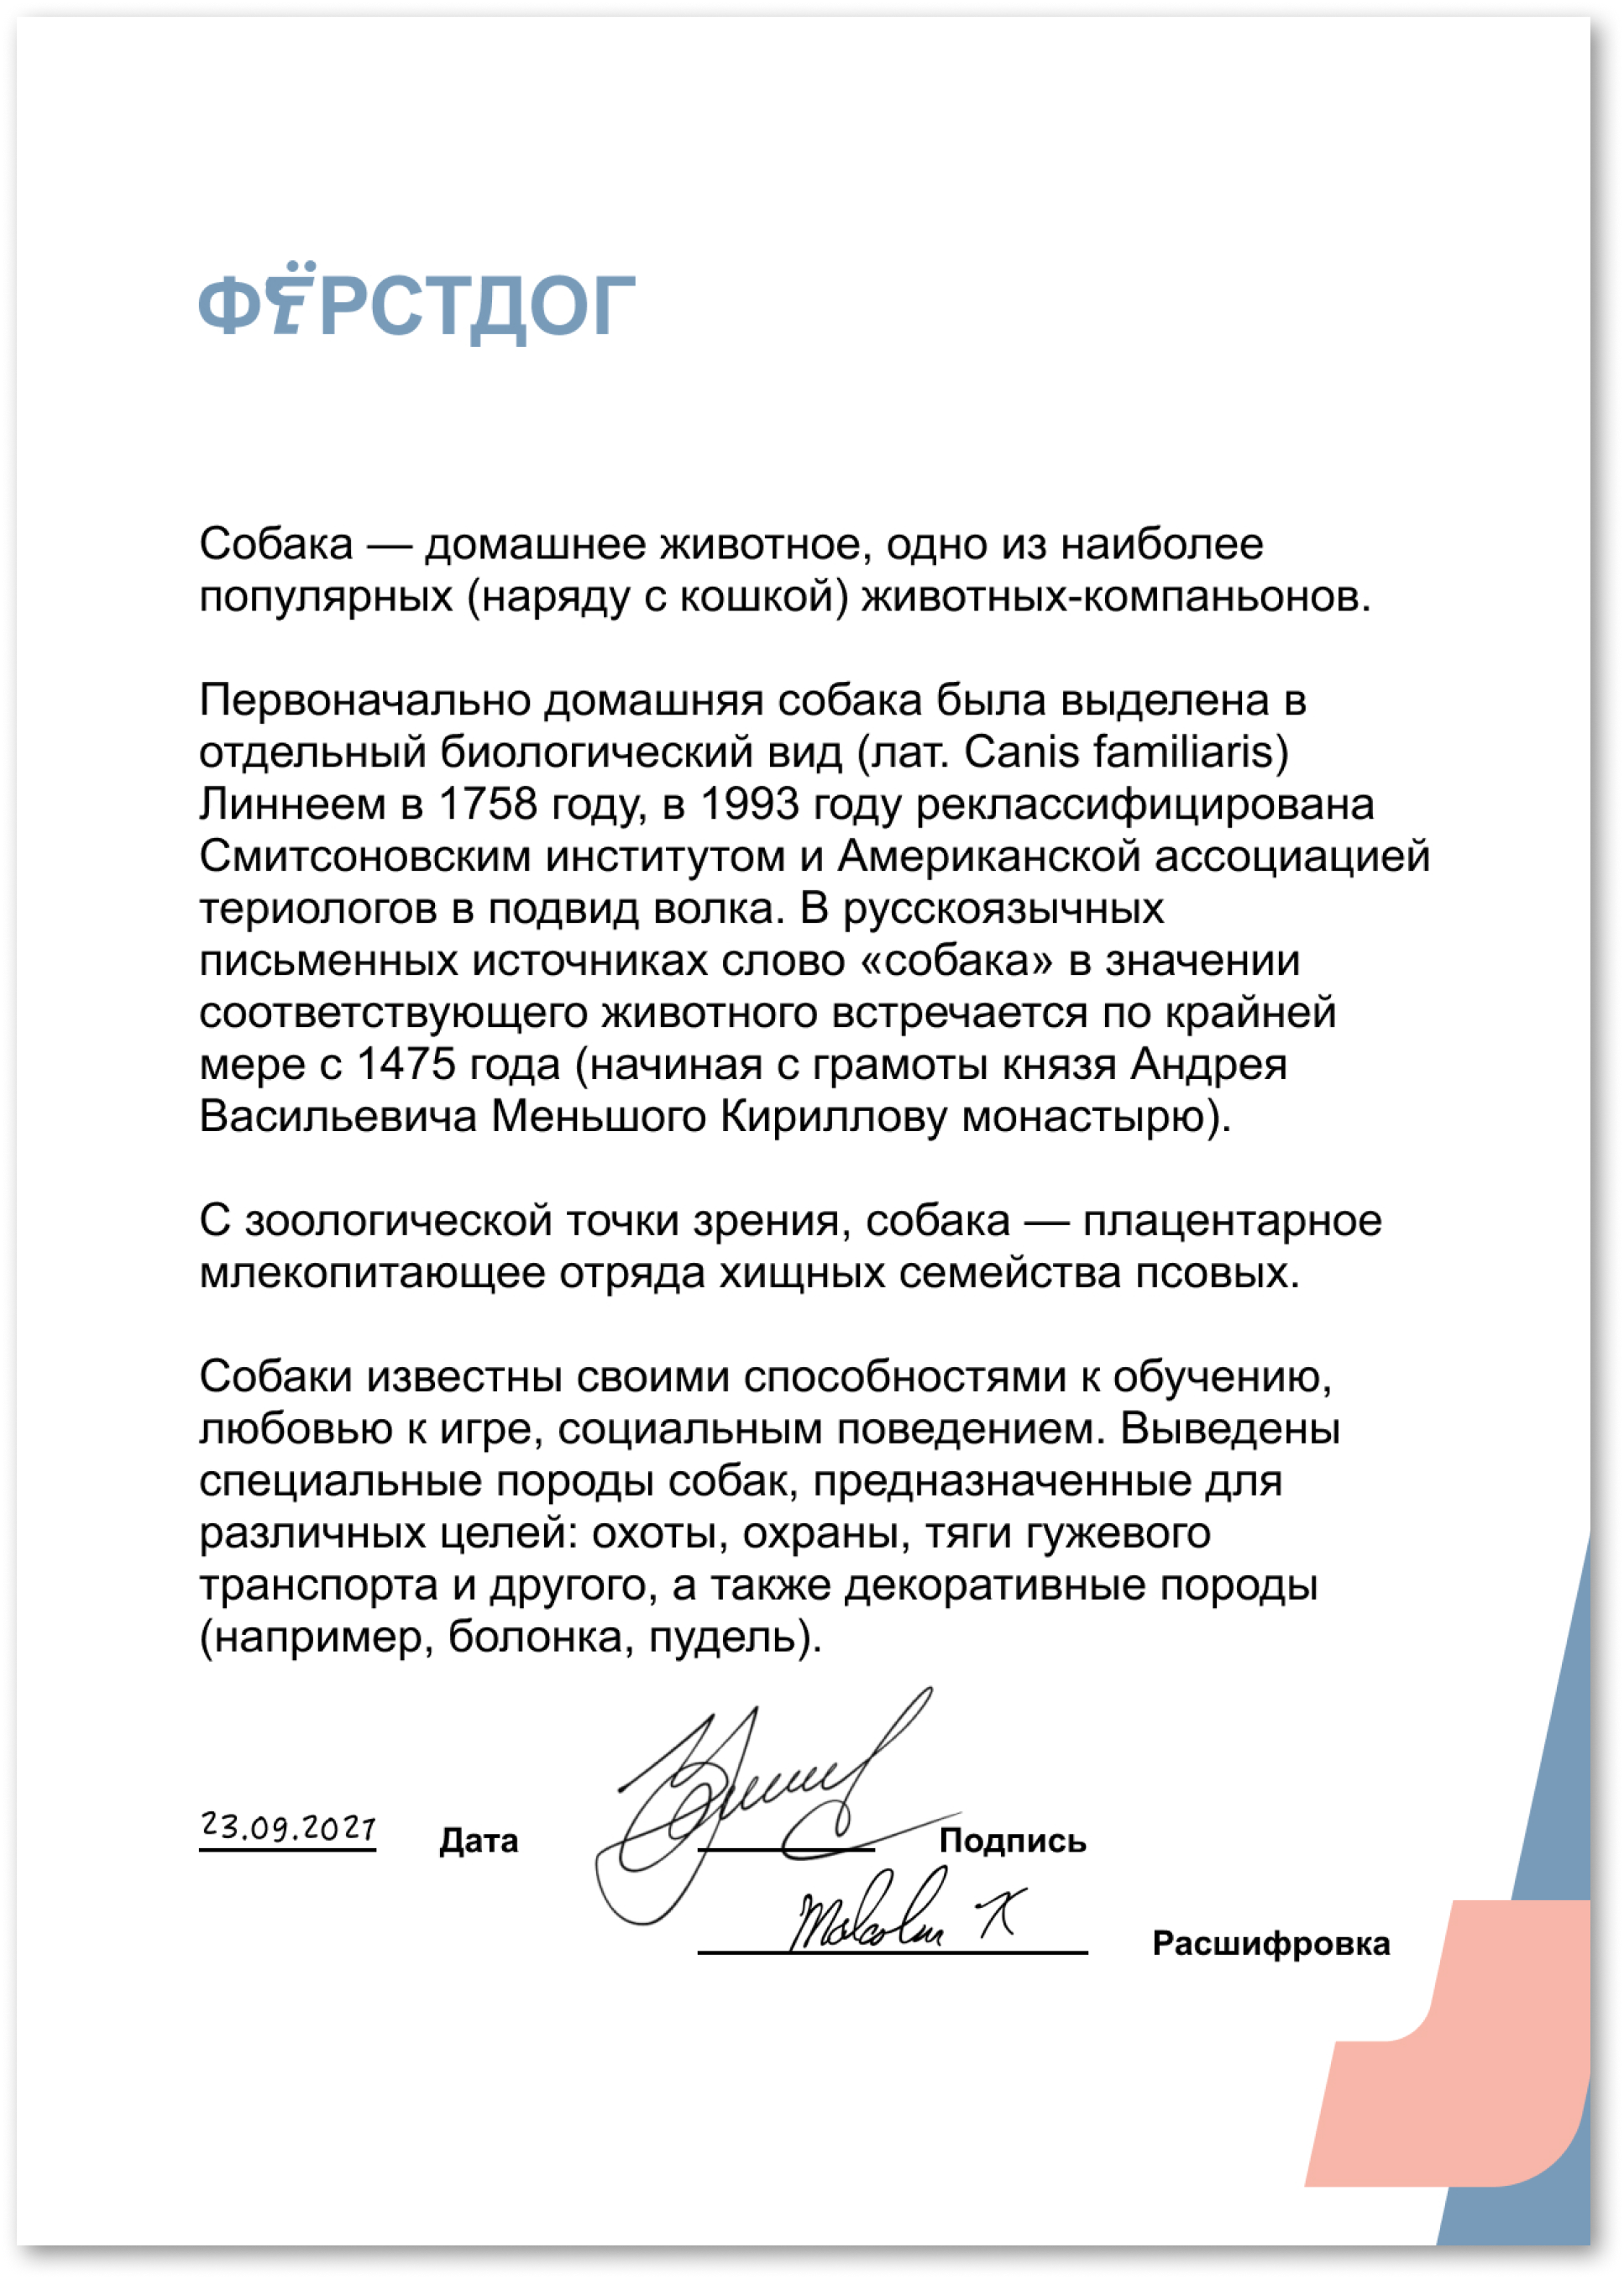 ФЁРСТДОГ
Собака — домашнее животное, одно из наиболее
популярных (наряду с кошкой) животных-компаньонов.
Первоначально домашняя собака была выделена в
отдельный биологический вид (лат. Canis familiaris)
Линнеем в 1758 году, в 1993 году реклассифицирована
Смитсоновским институтом и Американской ассоциацией
териологов в подвид волка. В русскоязычных
письменных источниках слово «собака» в значении
соответствующего животного встречается по крайней
мере с 1475 года (начиная с грамоты князя Андрея
Васильевича Меньшого Кириллову монастырю).
С зоологической точки зрения, собака — плацентарное
млекопитающее отряда хищных семейства псовых.
Собаки известны своими способностями к обучению,
любовью к игре, социальным поведением. Выведены
специальные породы собак, предназначенные для
различных целей: охоты, охраны, тяги гужевого
транспорта и другого, а также декоративные породы
(например, болонка, пудель).
23.09.2021 Дата Подпись
Malcolm X Расшифровка